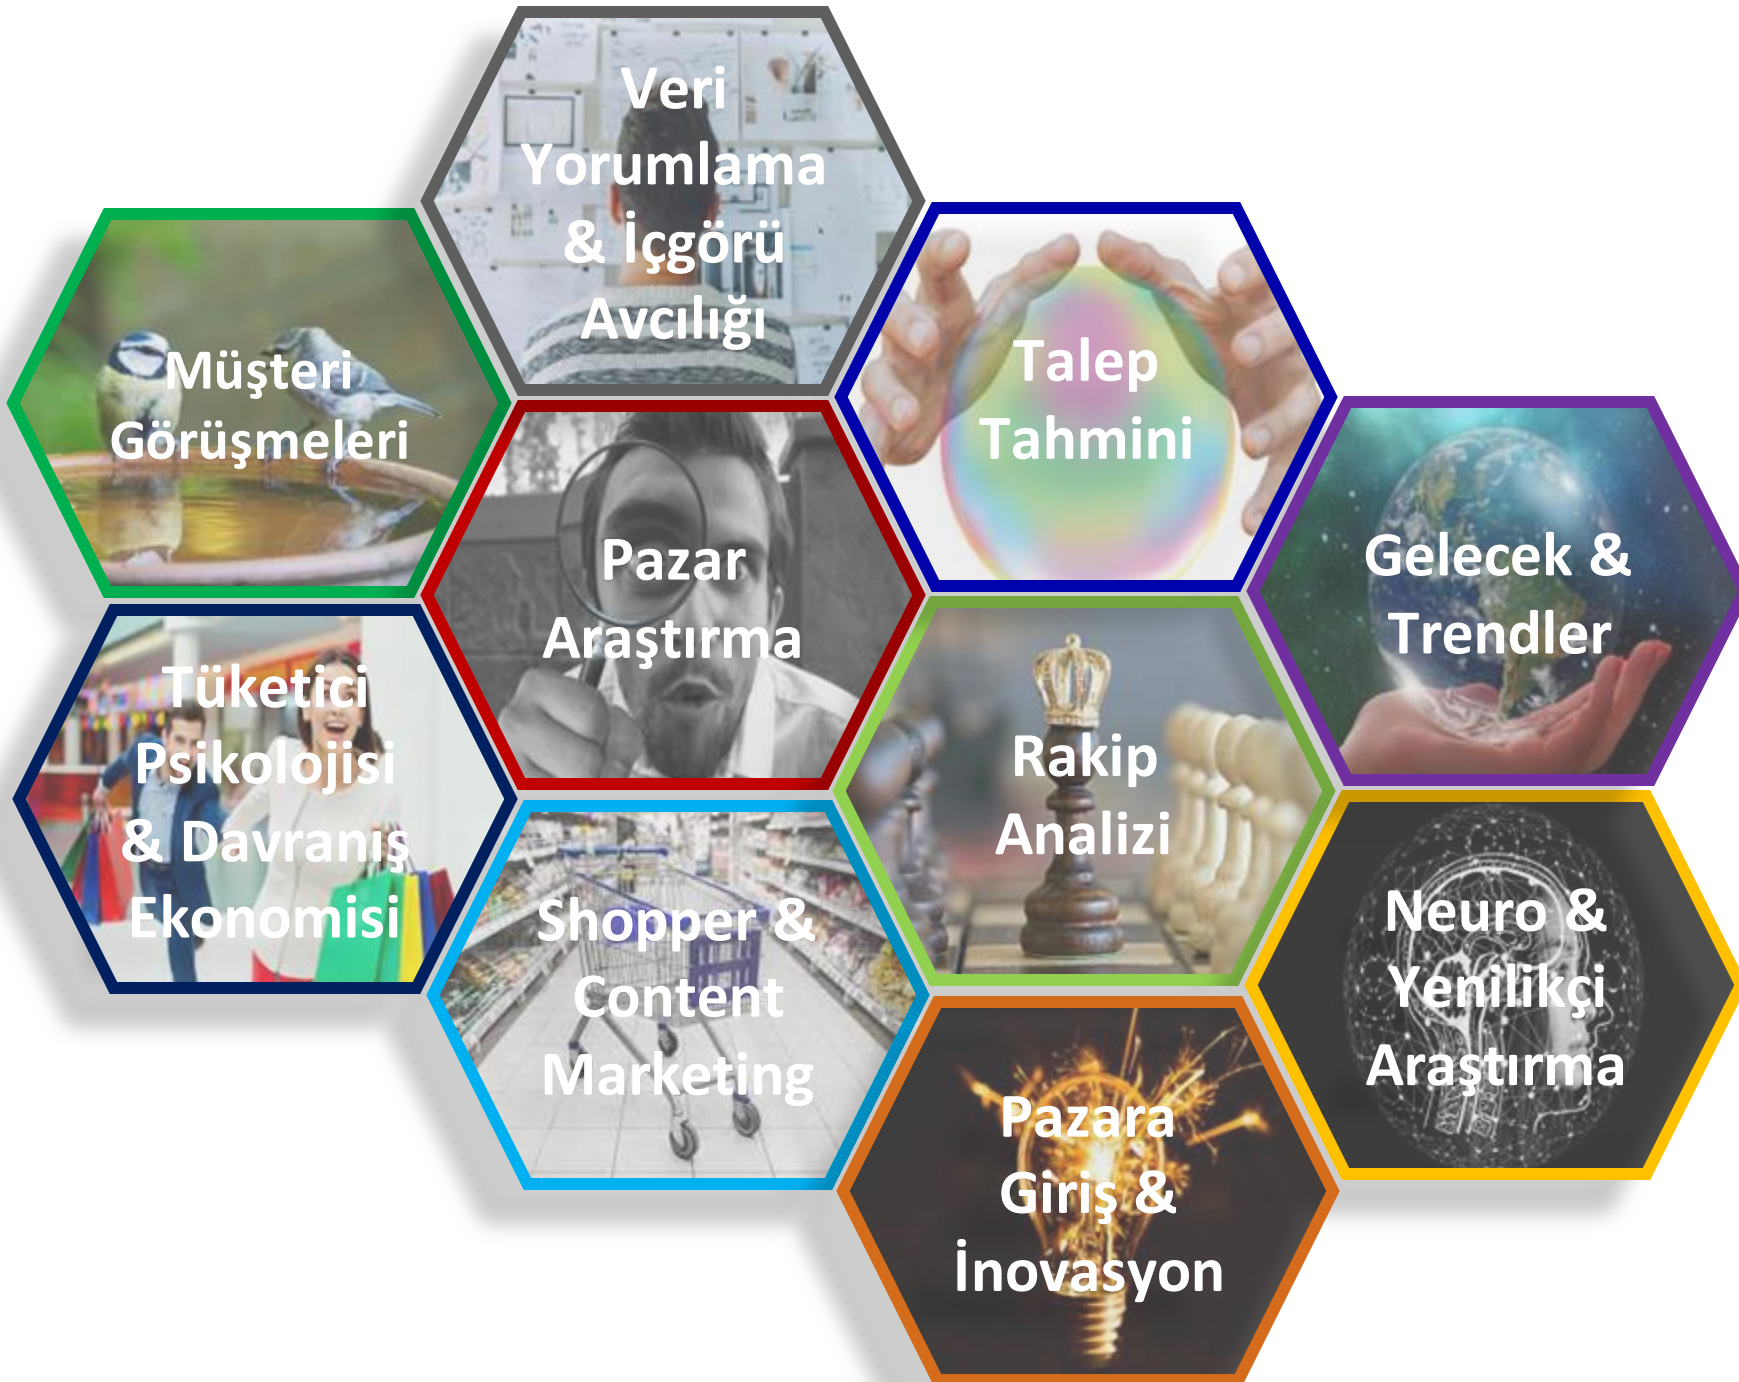 Veri
Yorumlama
& İçgörü
Avcılığı
Müşteri
Görüşmeleri
Talep
Tahmini
Pazar
Araştırma
Gelecek &
Trendler
Tüketici
Psikolojisi
& Davranış
Ekonomisi
Rakip
Analizi
Shopper &
Content
Marketing
Neuro &
Yenilikçi
Araştırma
Pazara
Giriş &
İnovasyon